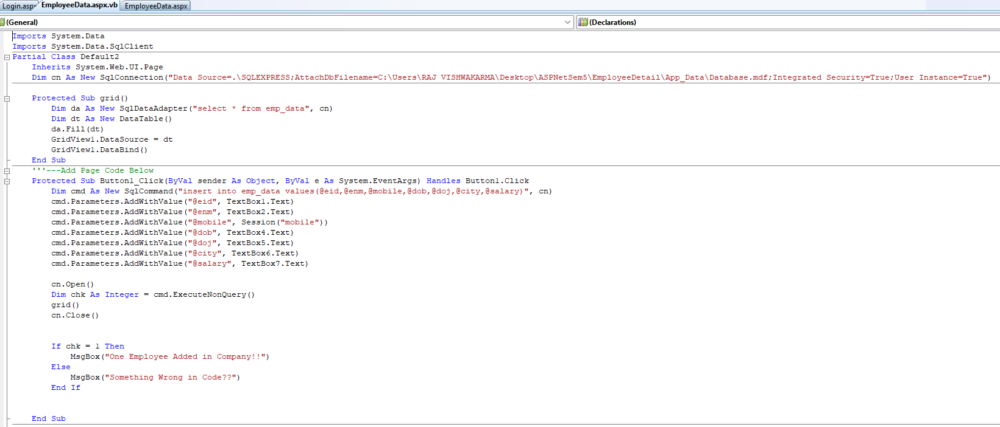 Login.asp EmployeeData.aspx.vb EmployeeData.aspx
(General) (Declarations)
Imports System.Data
Imports System.Data.SqlClient
Partial Class Default2
Inherits System.Web.UI.Page
Dim cn As New SqlConnection("Data Source=.\SQLEXPRESS;AttachDbFilename=C:\Users\RAJ VISHWAKARMA\Desktop\ASPNetSem5\EmployeeDetail\App_Data\Database.mdf;Integrated Security=True;User Instance=True")
Protected Sub grid()
Dim da As New SqlDataAdapter("select * from emp_data", cn)
Dim dt As New DataTable()
da.Fill(dt)
GridView1.DataSource = dt
GridView1.DataBind()
End Sub
'''---Add Page Code Below
Protected Sub Button1_Click(ByVal sender As Object, ByVal e As System.EventArgs) Handles Button1.Click
Dim cmd As New SqlCommand("insert into emp_data values(@eid,@enm,@mobile,@dob,@doj,@city,@salary)", cn)
cmd.Parameters.AddWithValue("@eid", TextBox1.Text)
cmd.Parameters.AddWithValue("@enm", TextBox2.Text)
cmd.Parameters.AddWithValue("@mobile", Session("mobile"))
cmd.Parameters.AddWithValue("@dob", TextBox4.Text)
cmd.Parameters.AddWithValue("@doj", TextBox5.Text)
cmd.Parameters.AddWithValue("@city", TextBox6.Text)
cmd.Parameters.AddWithValue("@salary", TextBox7.Text)
cn.Open()
Dim chk As Integer = cmd.ExecuteNonQuery()
grid()
cn.Close()
If chk = 1 Then
MsgBox("One Employee Added in Company!!")
Else
MsgBox("Something Wrong in Code??")
End If
End Sub